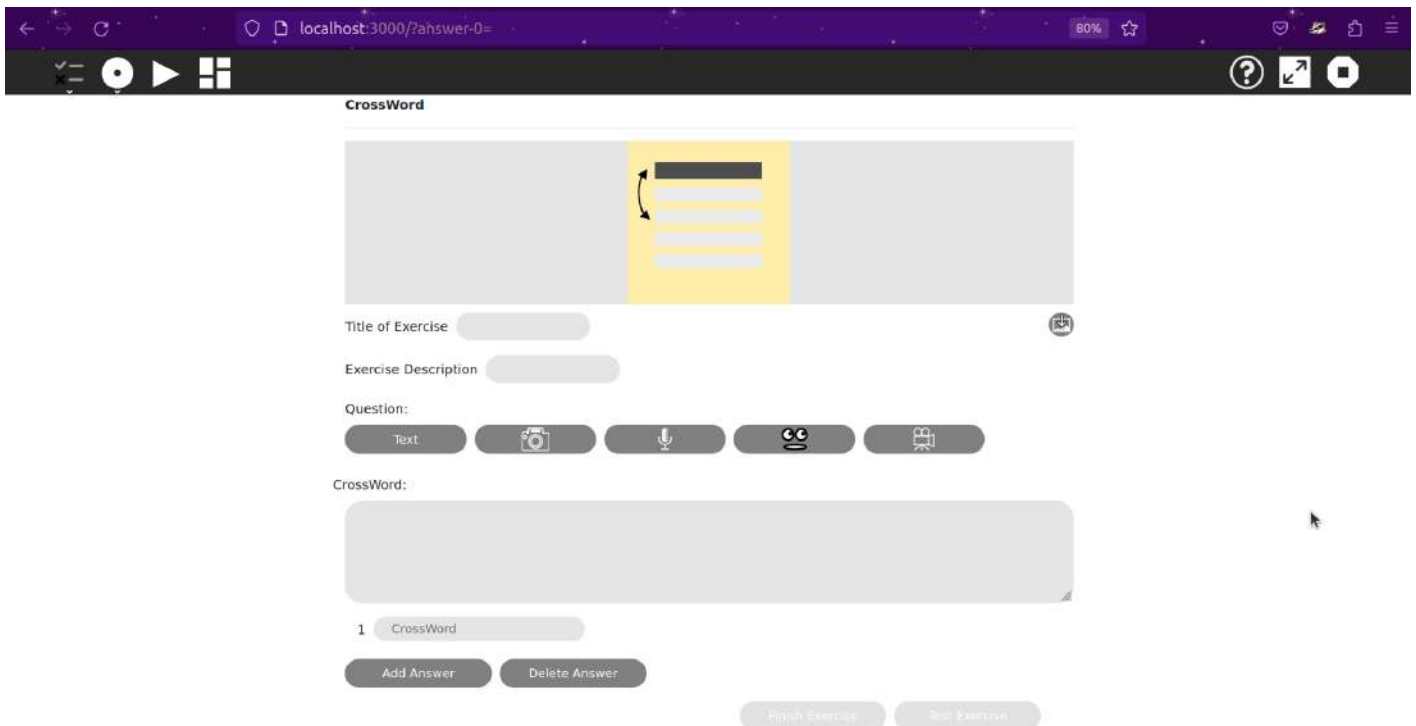 localhost:3000/?answer-0=
80%
CrossWord
Title of Exercise
Exercise Description
Question:
Text
CrossWord:
1 CrossWord
Add Answer Delete Answer
Finish Exercise Test Exercise